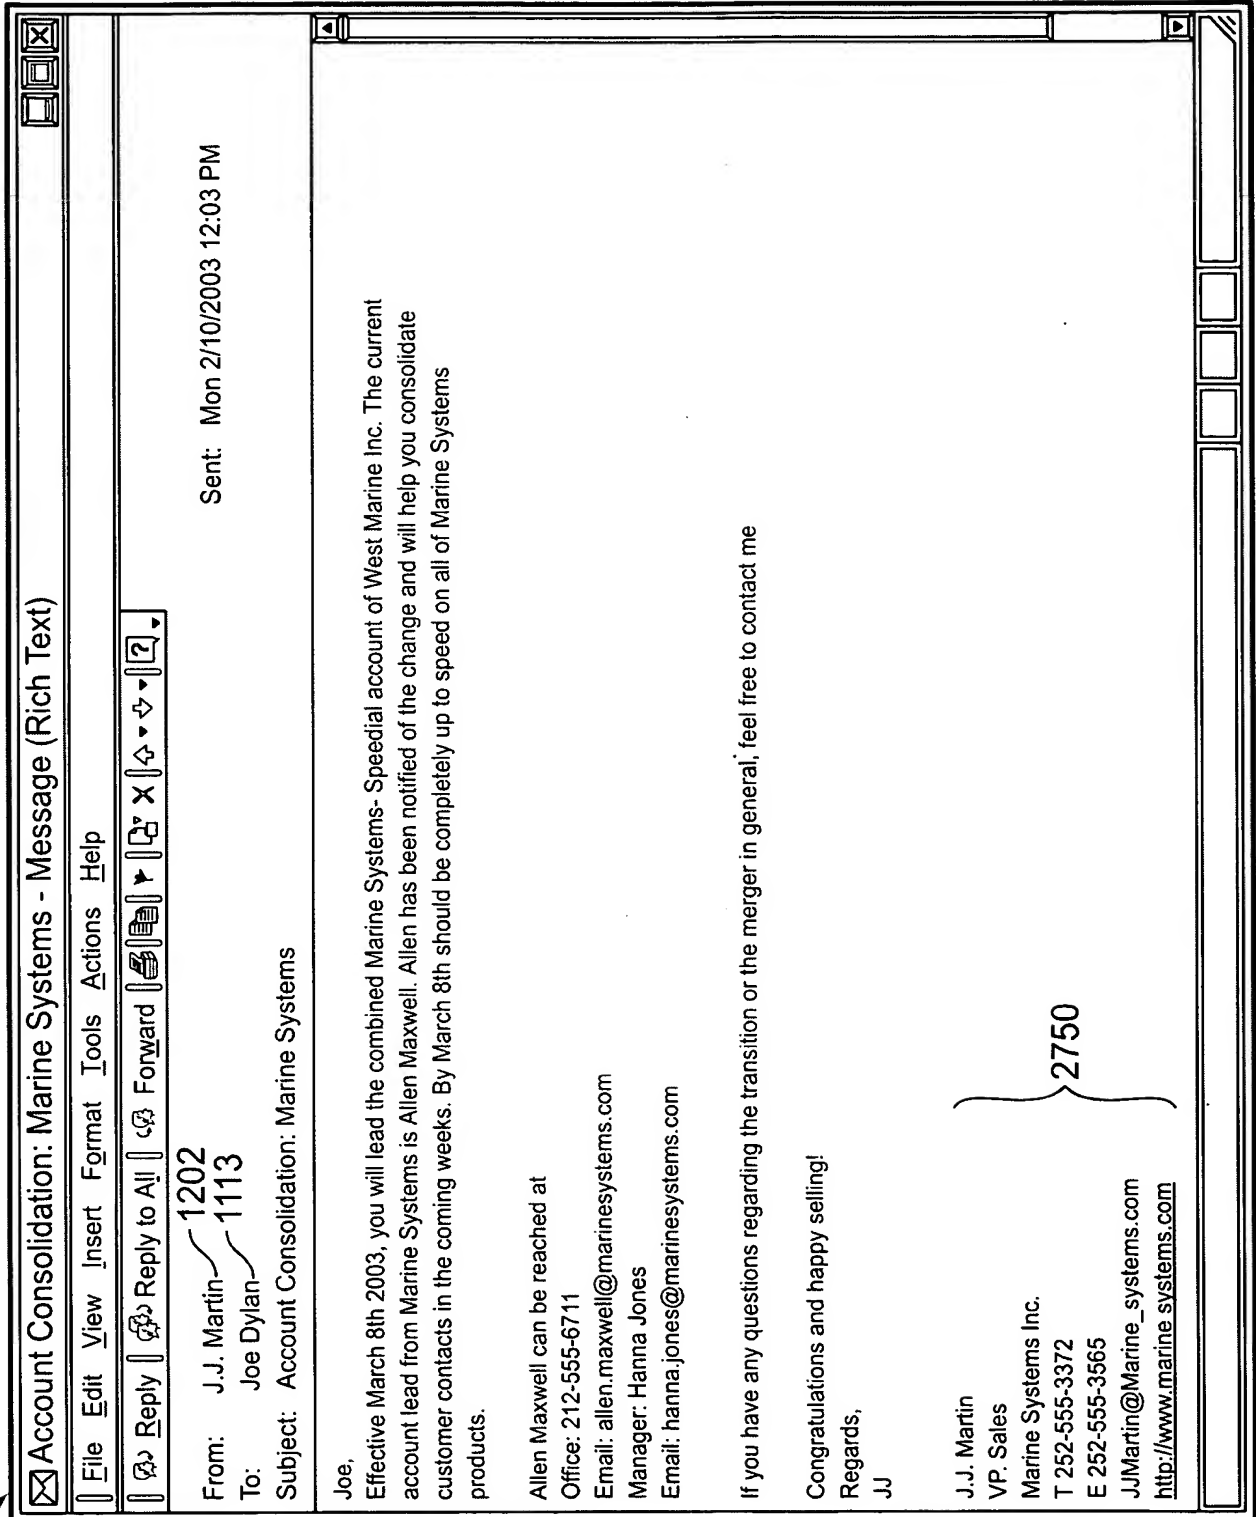 Account Consolidation: Marine Systems - Message (Rich Text)
File Edit View Insert Format Tools Actions Help
Reply Reply to All Forward
From: J.J. Martin 1202 Sent: Mon 2/10/2003 12:03 PM
To: Joe Dylan 1113
Subject: Account Consolidation: Marine Systems
Joe,
Effective March 8th 2003, you will lead the combined Marine Systems- Speedial account of West Marine Inc. The current
account lead from Marine Systems is Allen Maxwell. Allen has been notified of the change and will help you consolidate
customer contacts in the coming weeks. By March 8th should be completely up to speed on all of Marine Systems
products.
Allen Maxwell can be reached at
Office: 212-555-6711
Email: allen.maxwell@marinesystems.com
Manager: Hanna Jones
Email: hanna.jones@marinesystems.com
If you have any questions regarding the transition or the merger in general, feel free to contact me
Congratulations and happy selling!
Regards,
JJ
J.J. Martin
VP. Sales
Marine Systems Inc.
T 252-555-3372
E 252-555-3565
JJMartin@Marine_systems.com
http://www.marine systems.com
2750